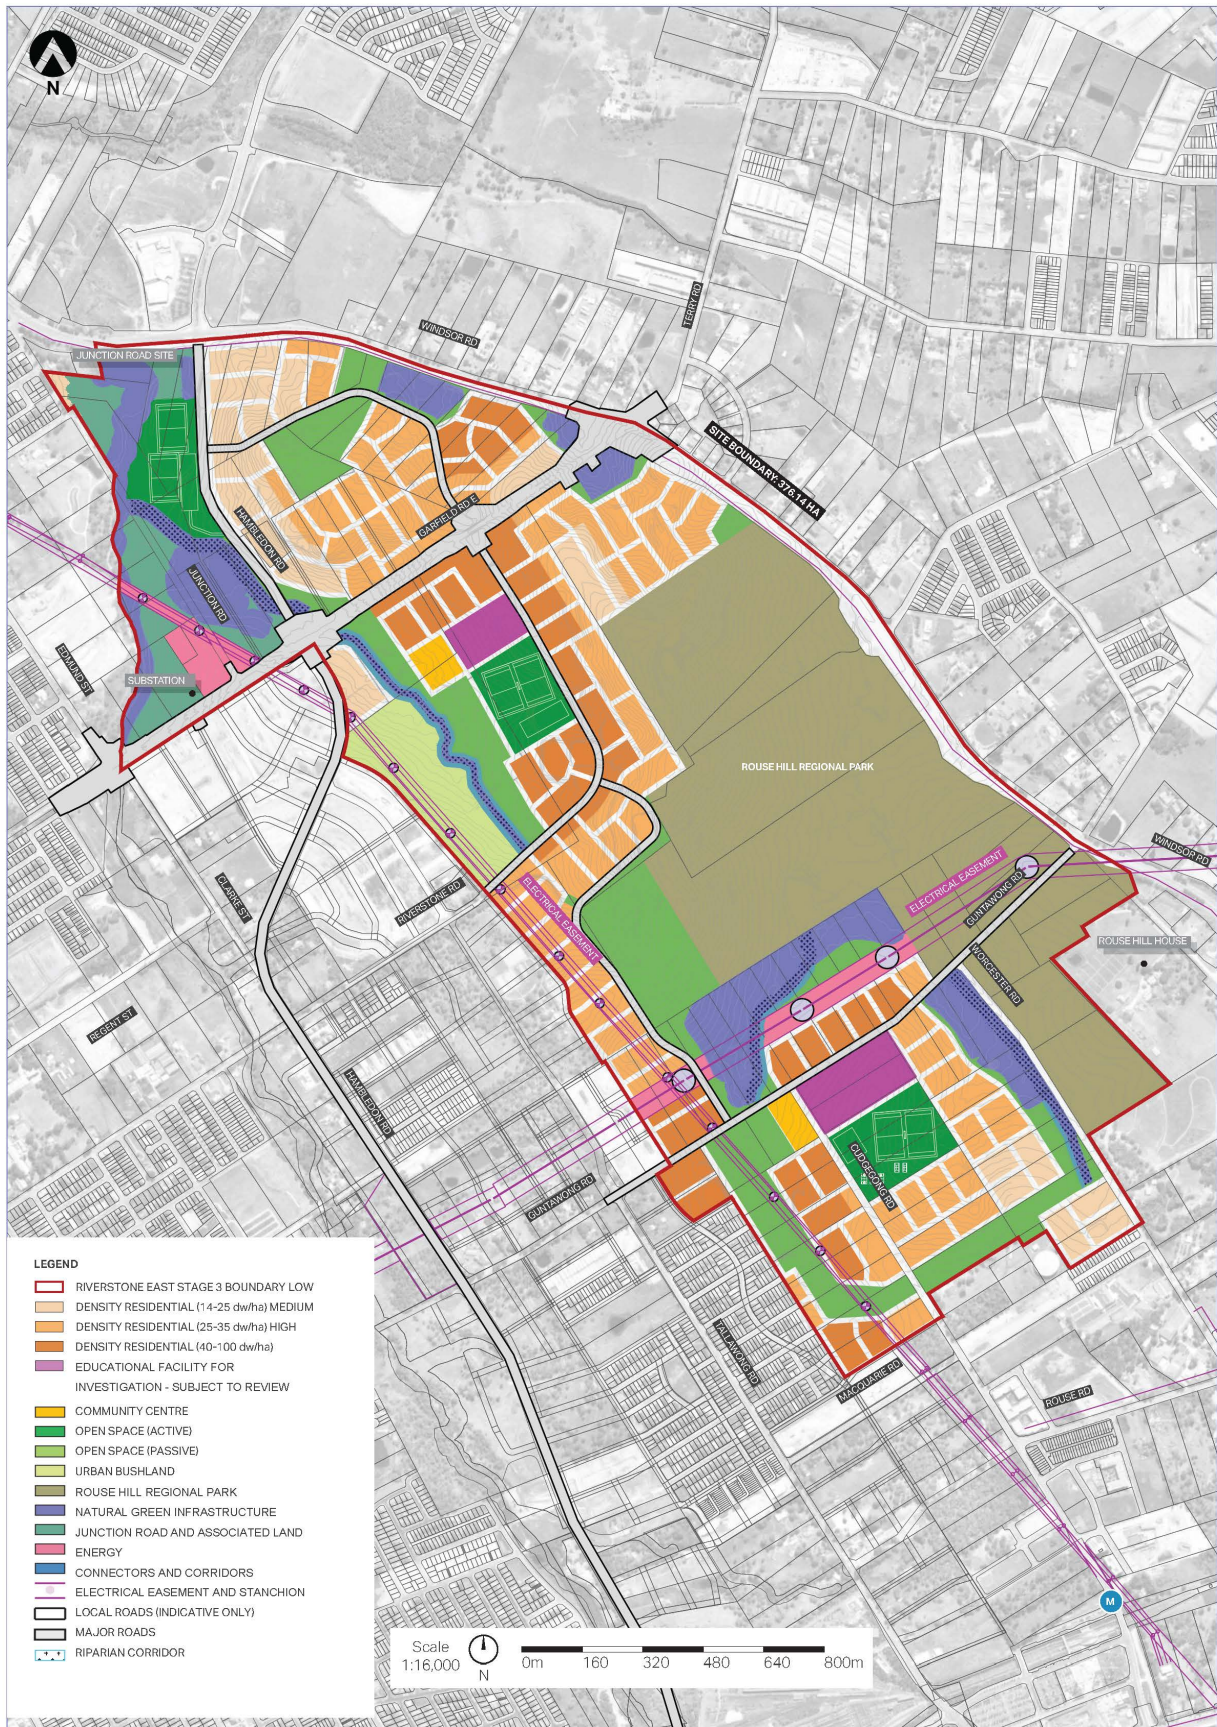 N
WINDSOR RD
TERRY RD
JUNCTION ROAD SITE
SITE BOUNDARY: 376.14 HA
GARFIELD RD E
HAMBLEDON RD
JUNCTION RD
EDMUND ST
SUBSTATION
ROUSE HILL REGIONAL PARK
WINDSOR RD
ELECTRICAL EASEMENT
GUNTAWONG RD
CLARKE ST
RIVERSTONE RD
ELECTRICAL EASEMENT
ROUSE HILL HOUSE
WORCESTER RD
REGENT ST
HAMBLEDON RD
CUDGEGONG RD
GUNTAWONG RD
TALLAWONG RD
MACQUARIE RD
ROUSE RD
M
LEGEND
RIVERSTONE EAST STAGE 3 BOUNDARY LOW
DENSITY RESIDENTIAL (14-25 dw/ha) MEDIUM
DENSITY RESIDENTIAL (25-35 dw/ha) HIGH
DENSITY RESIDENTIAL (40-100 dw/ha)
EDUCATIONAL FACILITY FOR
INVESTIGATION - SUBJECT TO REVIEW
COMMUNITY CENTRE
OPEN SPACE (ACTIVE)
OPEN SPACE (PASSIVE)
URBAN BUSHLAND
ROUSE HILL REGIONAL PARK
NATURAL GREEN INFRASTRUCTURE
JUNCTION ROAD AND ASSOCIATED LAND
ENERGY
CONNECTORS AND CORRIDORS
ELECTRICAL EASEMENT AND STANCHION
LOCAL ROADS (INDICATIVE ONLY)
MAJOR ROADS
RIPARIAN CORRIDOR
Scale
1:16,000
N
0m 160 320 480 640 800m